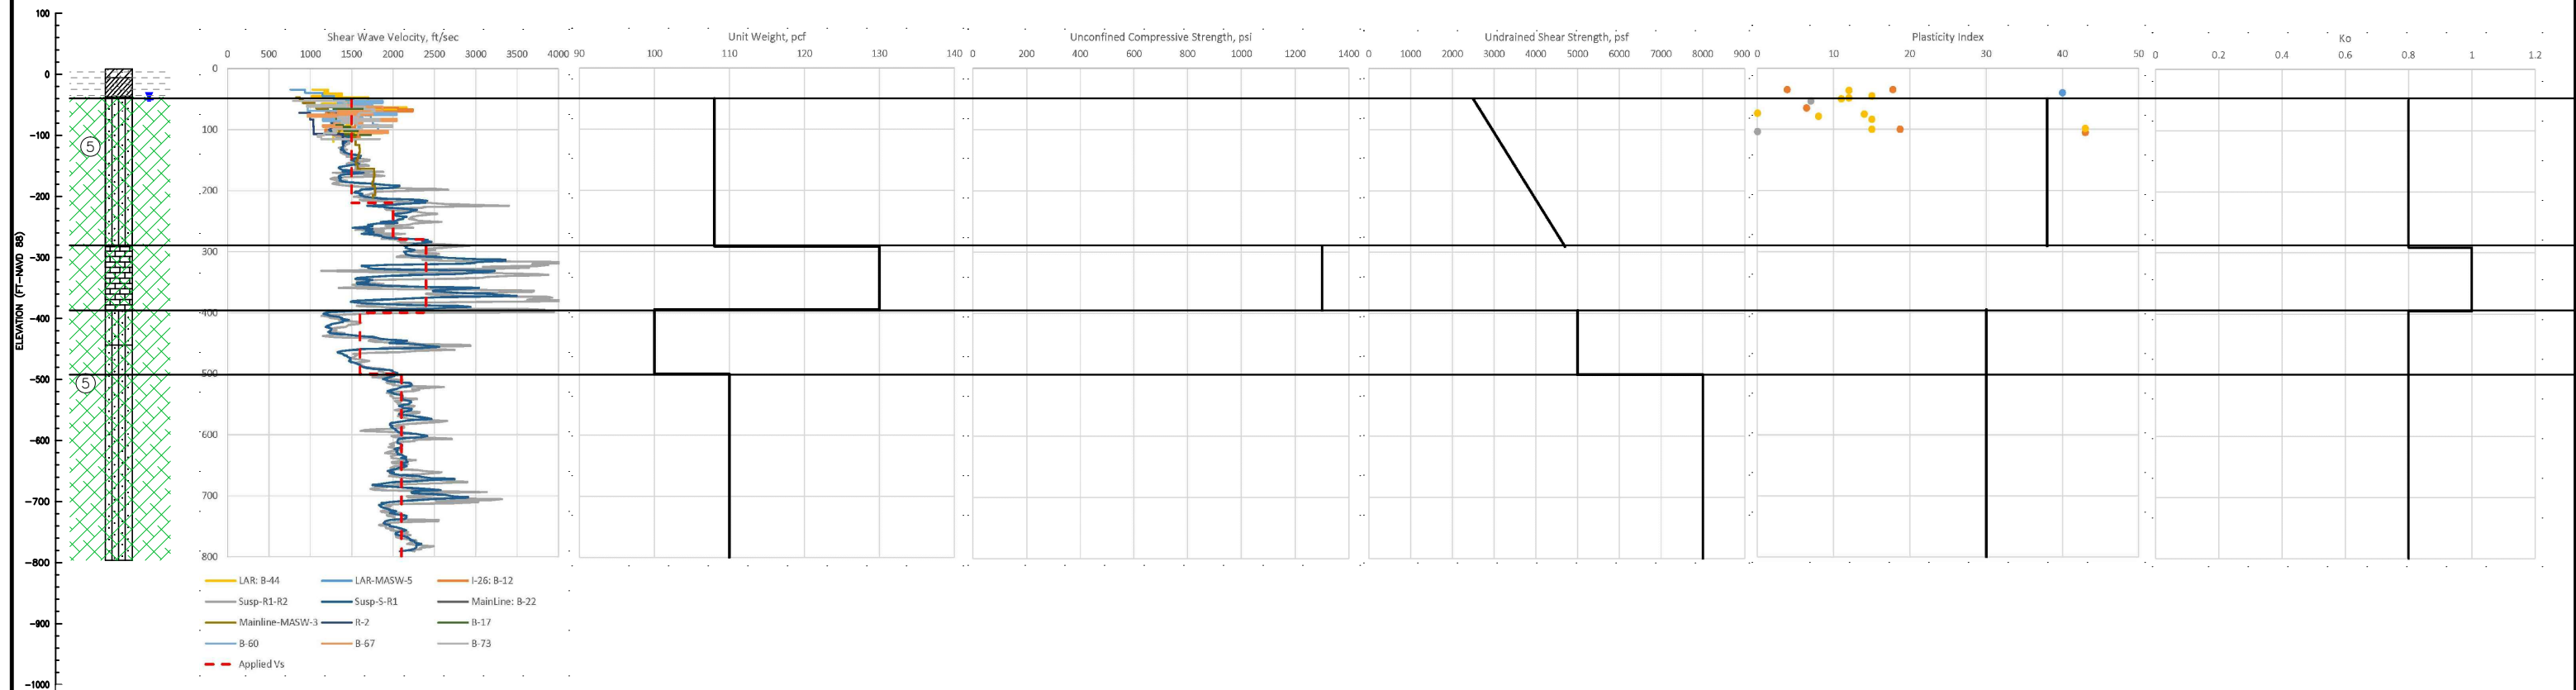 Shear Wave Velocity, ft/sec
0 500 1000 1500 2000 2500 3000 3500 4000
Unit Weight, pcf
90 100 110 120 130 140
Unconfined Compressive Strength, psi
0 200 400 600 800 1000 1200 1400
Undrained Shear Strength, psf
0 1000 2000 3000 4000 5000 6000 7000 8000 900
Plasticity Index
0 10 20 30 40 50
Ko
0 0.2 0.4 0.6 0.8 1 1.2
ELEVATION (FT-NAVD 88)
100
0
-100
-200
-300
-400
-500
-600
-700
-800
-900
-1000
5
5
0
100
200
300
400
500
600
700
800
LAR: B-44 LAR-MASW-5 I-26: B-12
Susp-R1-R2 Susp-S-R1 MainLine: B-22
Mainline-MASW-3 R-2 B-17
B-60 B-67 B-73
Applied Vs